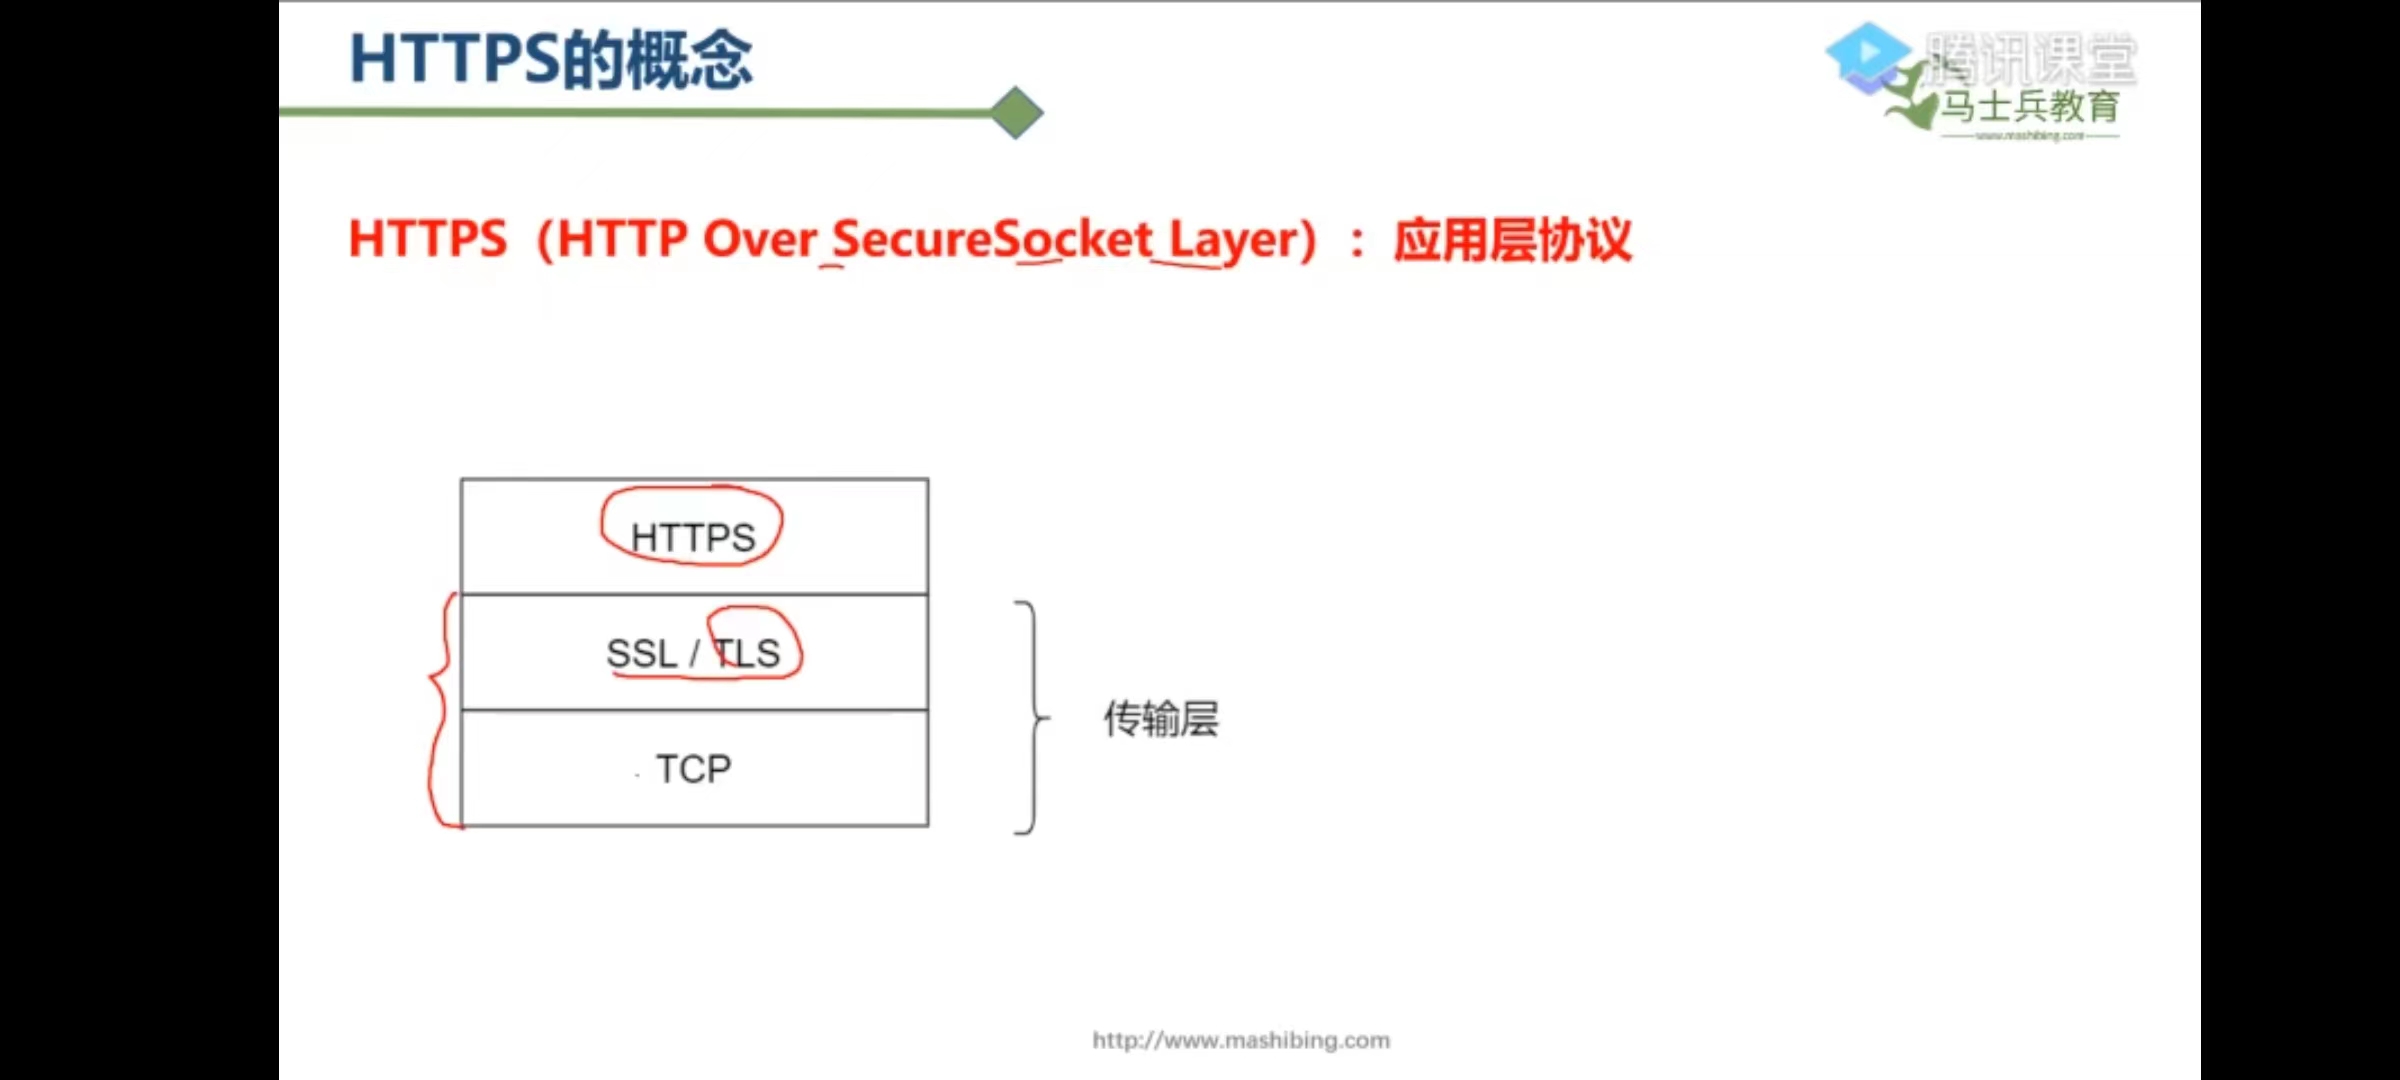 HTTPS的概念
腾讯课堂
马士兵教育
www.mashibing.com
HTTPS（HTTP Over SecureSocket Layer）：应用层协议
HTTPS
SSL / TLS
传输层
TCP
http://www.mashibing.com